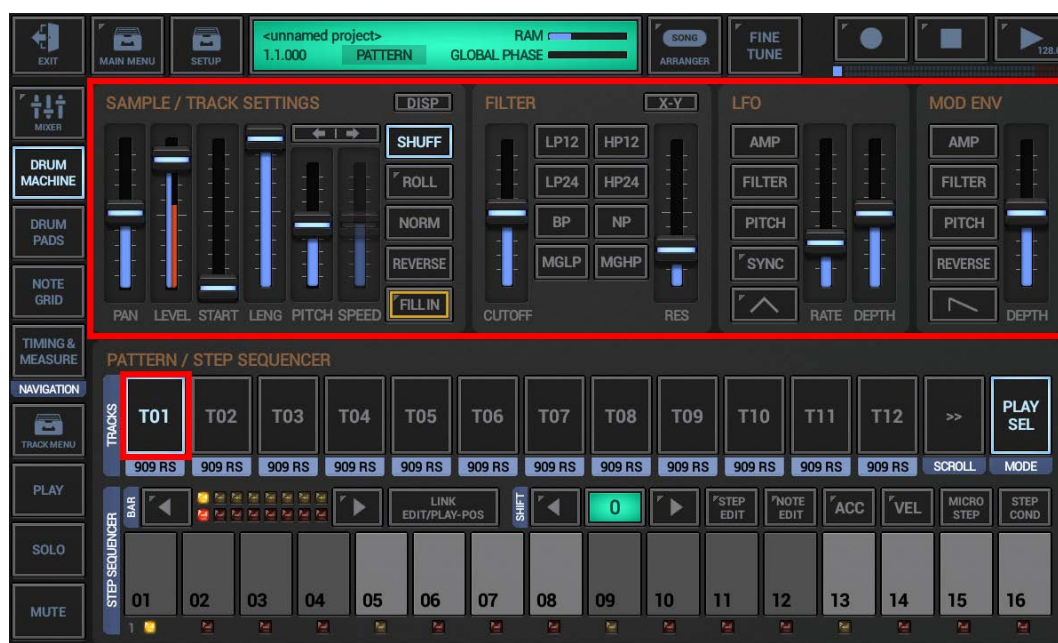 <unnamed project> RAM
1.1.000 PATTERN GLOBAL PHASE
EXIT
MAIN MENU
SETUP
SONG
ARRANGER
FINE
TUNE
128.0
MIXER
DRUM
MACHINE
DRUM
PADS
NOTE
GRID
TIMING &
MEASURE
NAVIGATION
TRACK MENU
PLAY
SOLO
MUTE
SAMPLE / TRACK SETTINGS DISP
SHUFF
ROLL
NORM
REVERSE
FILL IN
PAN LEVEL START LENG PITCH SPEED
FILTER X-Y
LP12 HP12
LP24 HP24
BP NP
MGLP MGHP
CUTOFF RES
LFO
AMP
FILTER
PITCH
SYNC
RATE DEPTH
MOD ENV
AMP
FILTER
PITCH
REVERSE
DEPTH
PATTERN / STEP SEQUENCER
TRACKS
T01 T02 T03 T04 T05 T06 T07 T08 T09 T10 T11 T12 >> PLAY SEL
909 RS 909 RS 909 RS 909 RS 909 RS 909 RS 909 RS 909 RS 909 RS 909 RS 909 RS 909 RS SCROLL MODE
STEP SEQUENCER
BAR
LINK
EDIT/PLAY-POS
SHIFT
0
STEP
EDIT
NOTE
EDIT
ACC
VEL
MICRO
STEP
STEP
COND
01 02 03 04 05 06 07 08 09 10 11 12 13 14 15 16
1